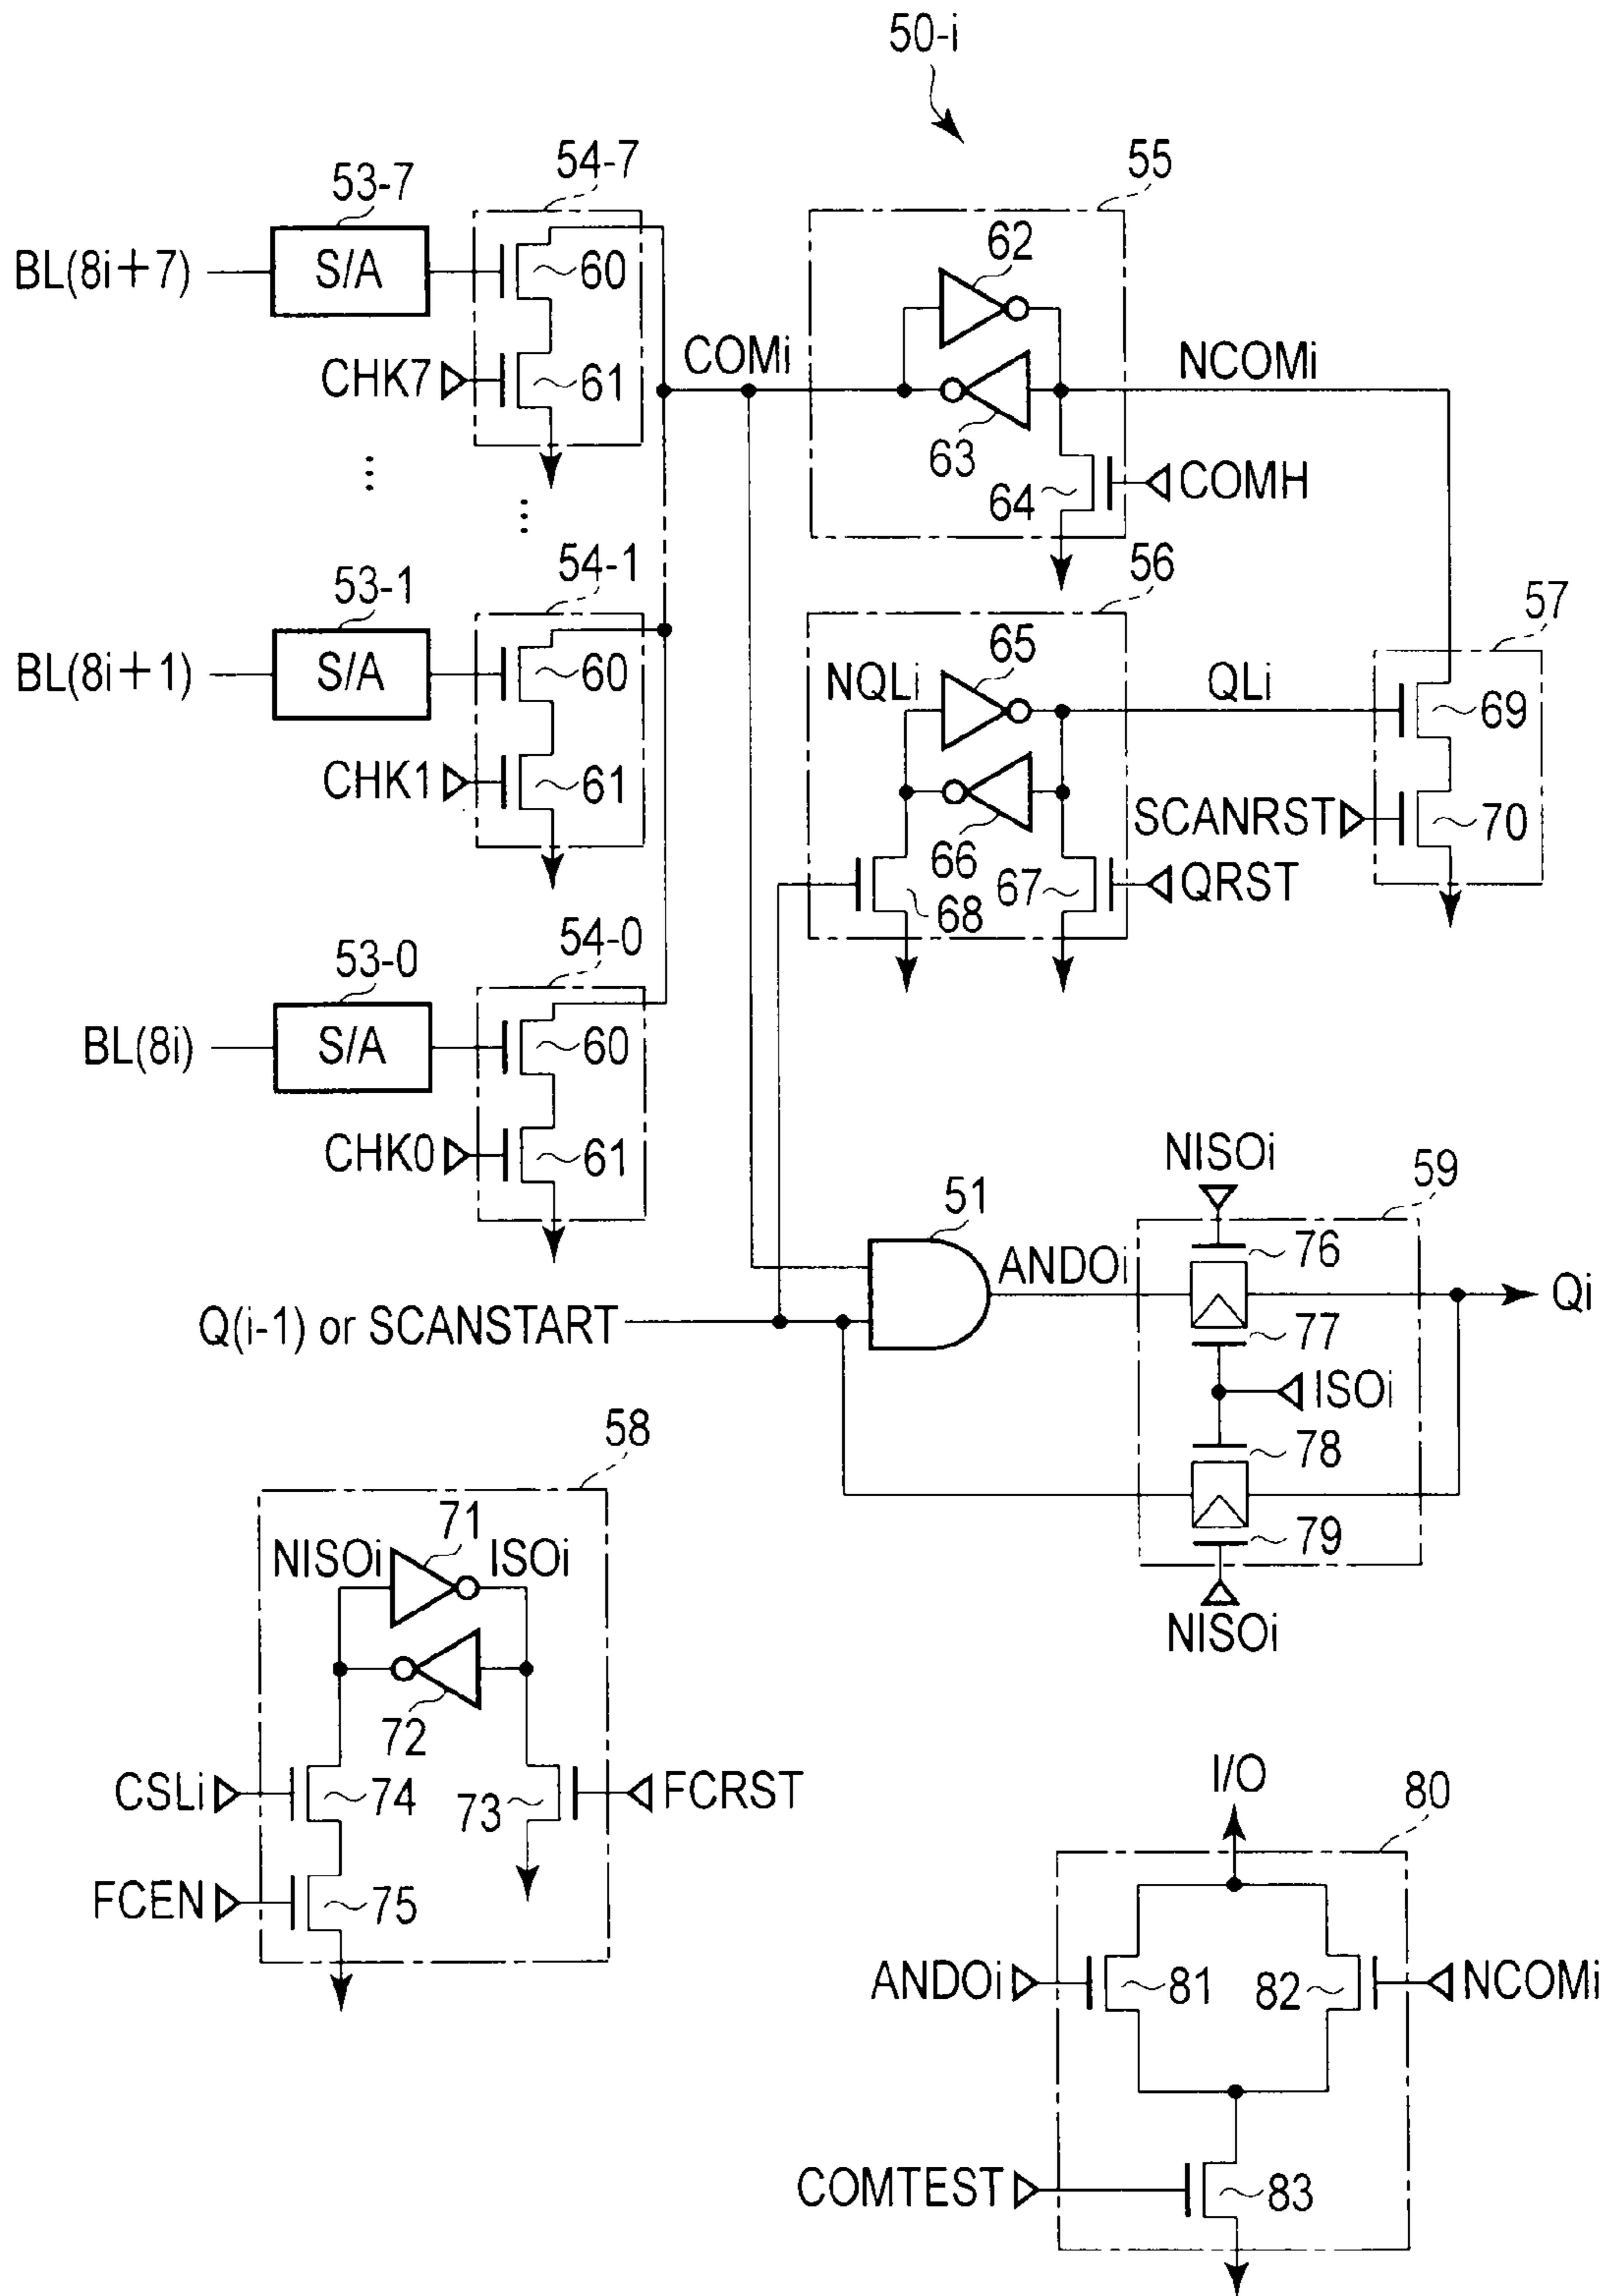 50-i
54-7
55
53-7
62
BL(8i+7)
S/A
60
COMi
NCOMi
CHK7
61
63
64
COMH
...
...
54-1
56
53-1
57
65
BL(8i+1)
S/A
60
NQLi
QLi
69
CHK1
61
SCANRST
70
66
67
QRST
68
54-0
53-0
BL(8i)
S/A
60
NISOi
59
CHK0
61
51
76
ANDOi
Qi
Q(i-1) or SCANSTART
77
ISOi
58
78
71
79
NISOi
ISOi
NISOi
72
I/O
80
CSLi
74
73
FCRST
FCEN
75
ANDOi
81
82
NCOMi
COMTEST
83